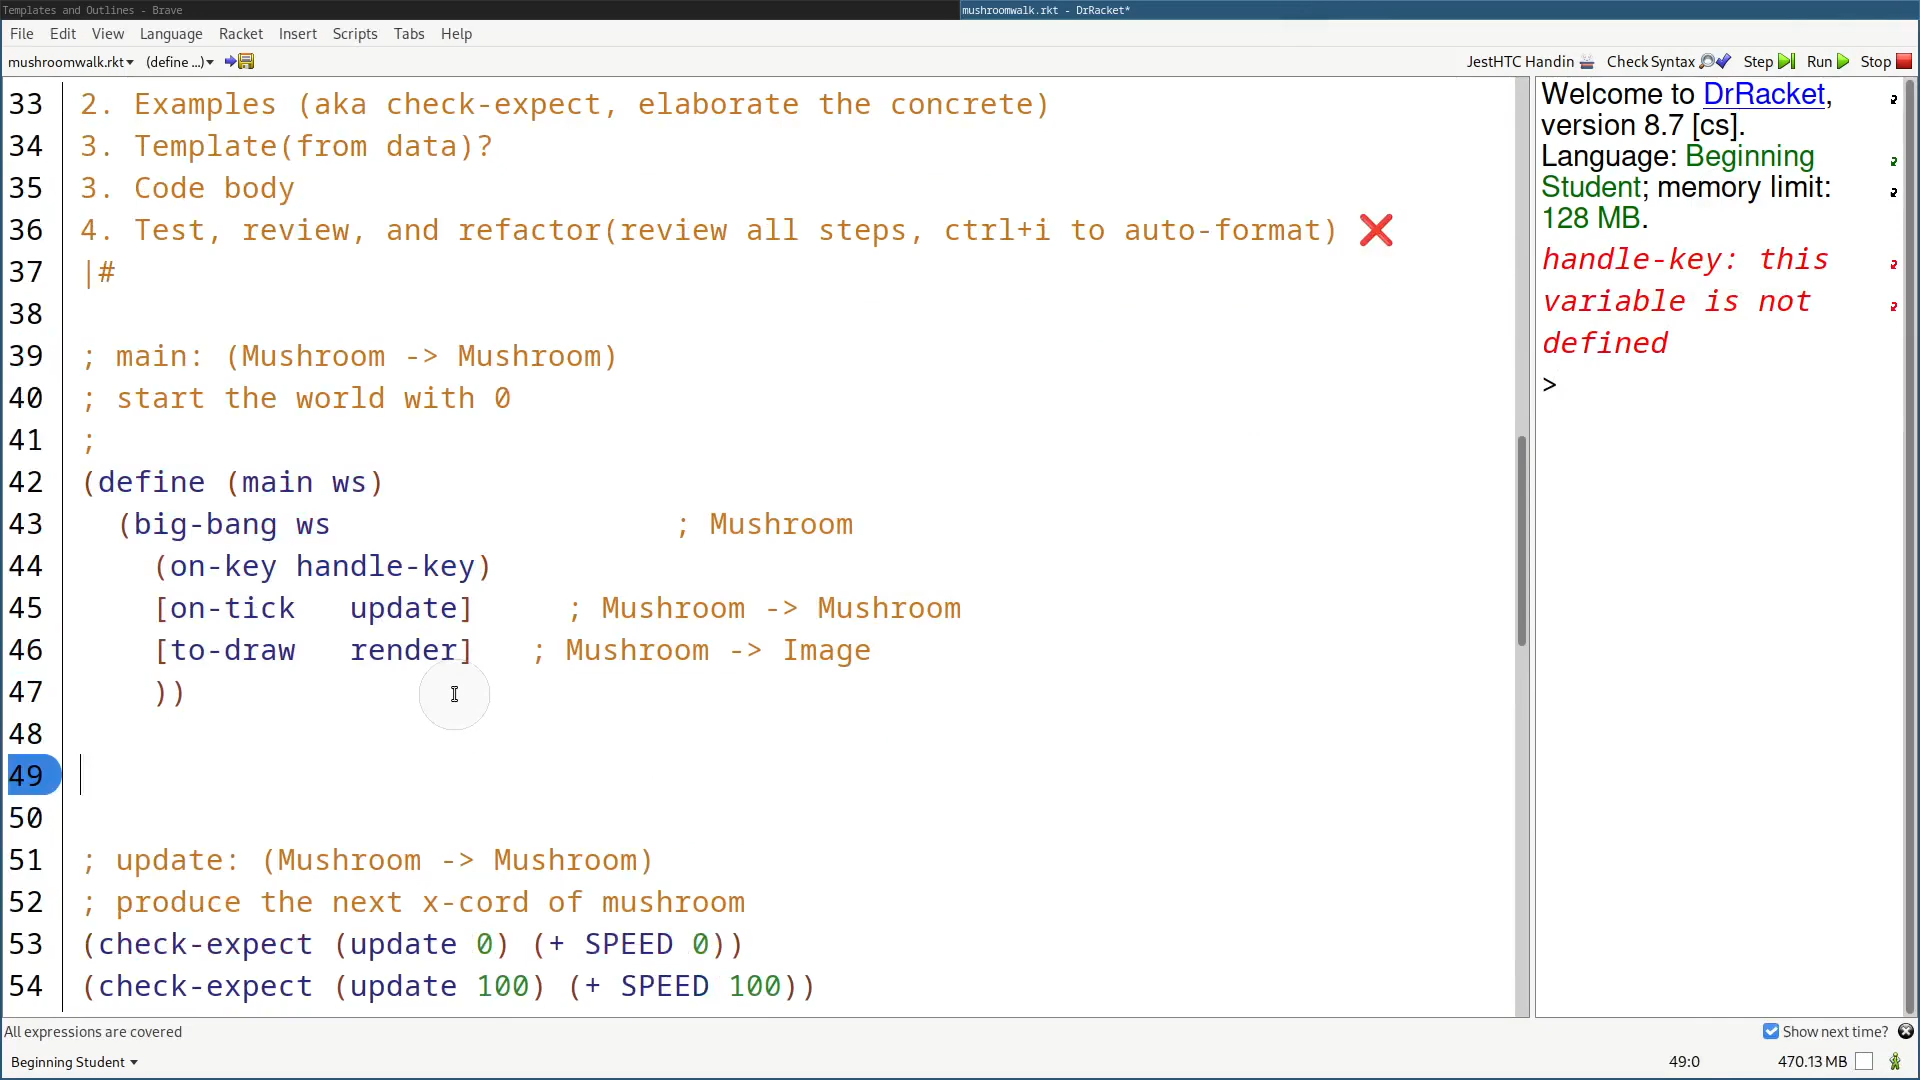 Templates and Outlines - Brave
mushroomwalk.rkt - DrRacket*
File Edit View Language Racket Insert Scripts Tabs Help
mushroomwalk.rkt▾ (define ...)▾
JestHTC Handin Check Syntax Step Run Stop
33 2. Examples (aka check-expect, elaborate the concrete)
34 3. Template(from data)?
35 3. Code body
36 4. Test, review, and refactor(review all steps, ctrl+i to auto-format) ❌
37 |#
38
39 ; main: (Mushroom -> Mushroom)
40 ; start the world with 0
41 ;
42 (define (main ws)
43 (big-bang ws ; Mushroom
44 (on-key handle-key)
45 [on-tick update] ; Mushroom -> Mushroom
46 [to-draw render] ; Mushroom -> Image
47 ))
48
49
50
51 ; update: (Mushroom -> Mushroom)
52 ; produce the next x-cord of mushroom
53 (check-expect (update 0) (+ SPEED 0))
54 (check-expect (update 100) (+ SPEED 100))
Welcome to DrRacket,
version 8.7 [cs].
Language: Beginning
Student; memory limit:
128 MB.
handle-key: this
variable is not
defined
>
All expressions are covered
Show next time?
Beginning Student ▾
49:0
470.13 MB